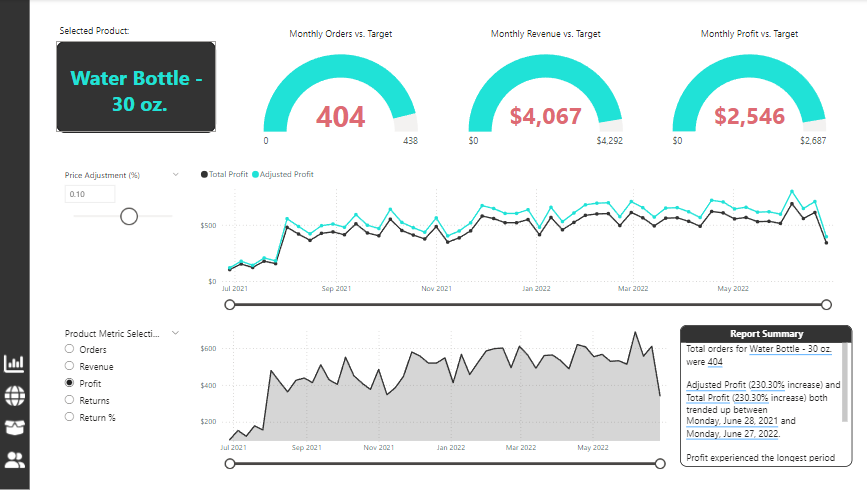 Selected Product:
Water Bottle -
30 oz.
Monthly Orders vs. Target
404
0
438
Monthly Revenue vs. Target
$4,067
$0
$4,292
Monthly Profit vs. Target
$2,546
$0
$2,687
Price Adjustment (%)
0.10
Total Profit Adjusted Profit
$500
$0
Jul 2021 Sep 2021 Nov 2021 Jan 2022 Mar 2022 May 2022
Product Metric Selecti...
Orders
Revenue
Profit
Returns
Return %
$600
$400
$200
Jul 2021 Sep 2021 Nov 2021 Jan 2022 Mar 2022 May 2022
Report Summary
Total orders for Water Bottle - 30 oz.
were 404
Adjusted Profit (230.30% increase) and
Total Profit (230.30% increase) both
trended up between
Monday, June 28, 2021 and
Monday, June 27, 2022.
Profit experienced the longest period